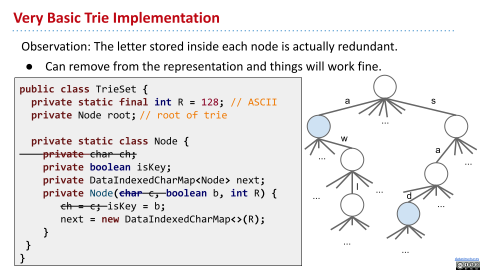 Very Basic Trie Implementation
Observation: The letter stored inside each node is actually redundant.
● Can remove from the representation and things will work fine.
public class TrieSet {
private static final int R = 128; // ASCII
private Node root; // root of trie
private static class Node {
private char ch;
private boolean isKey;
private DataIndexedCharMap<Node> next;
private Node(char c, boolean b, int R) {
ch = c; isKey = b;
next = new DataIndexedCharMap<>(R);
}
}
}
a
s
...
w
a
...
...
l
d
...
...
...
...
...